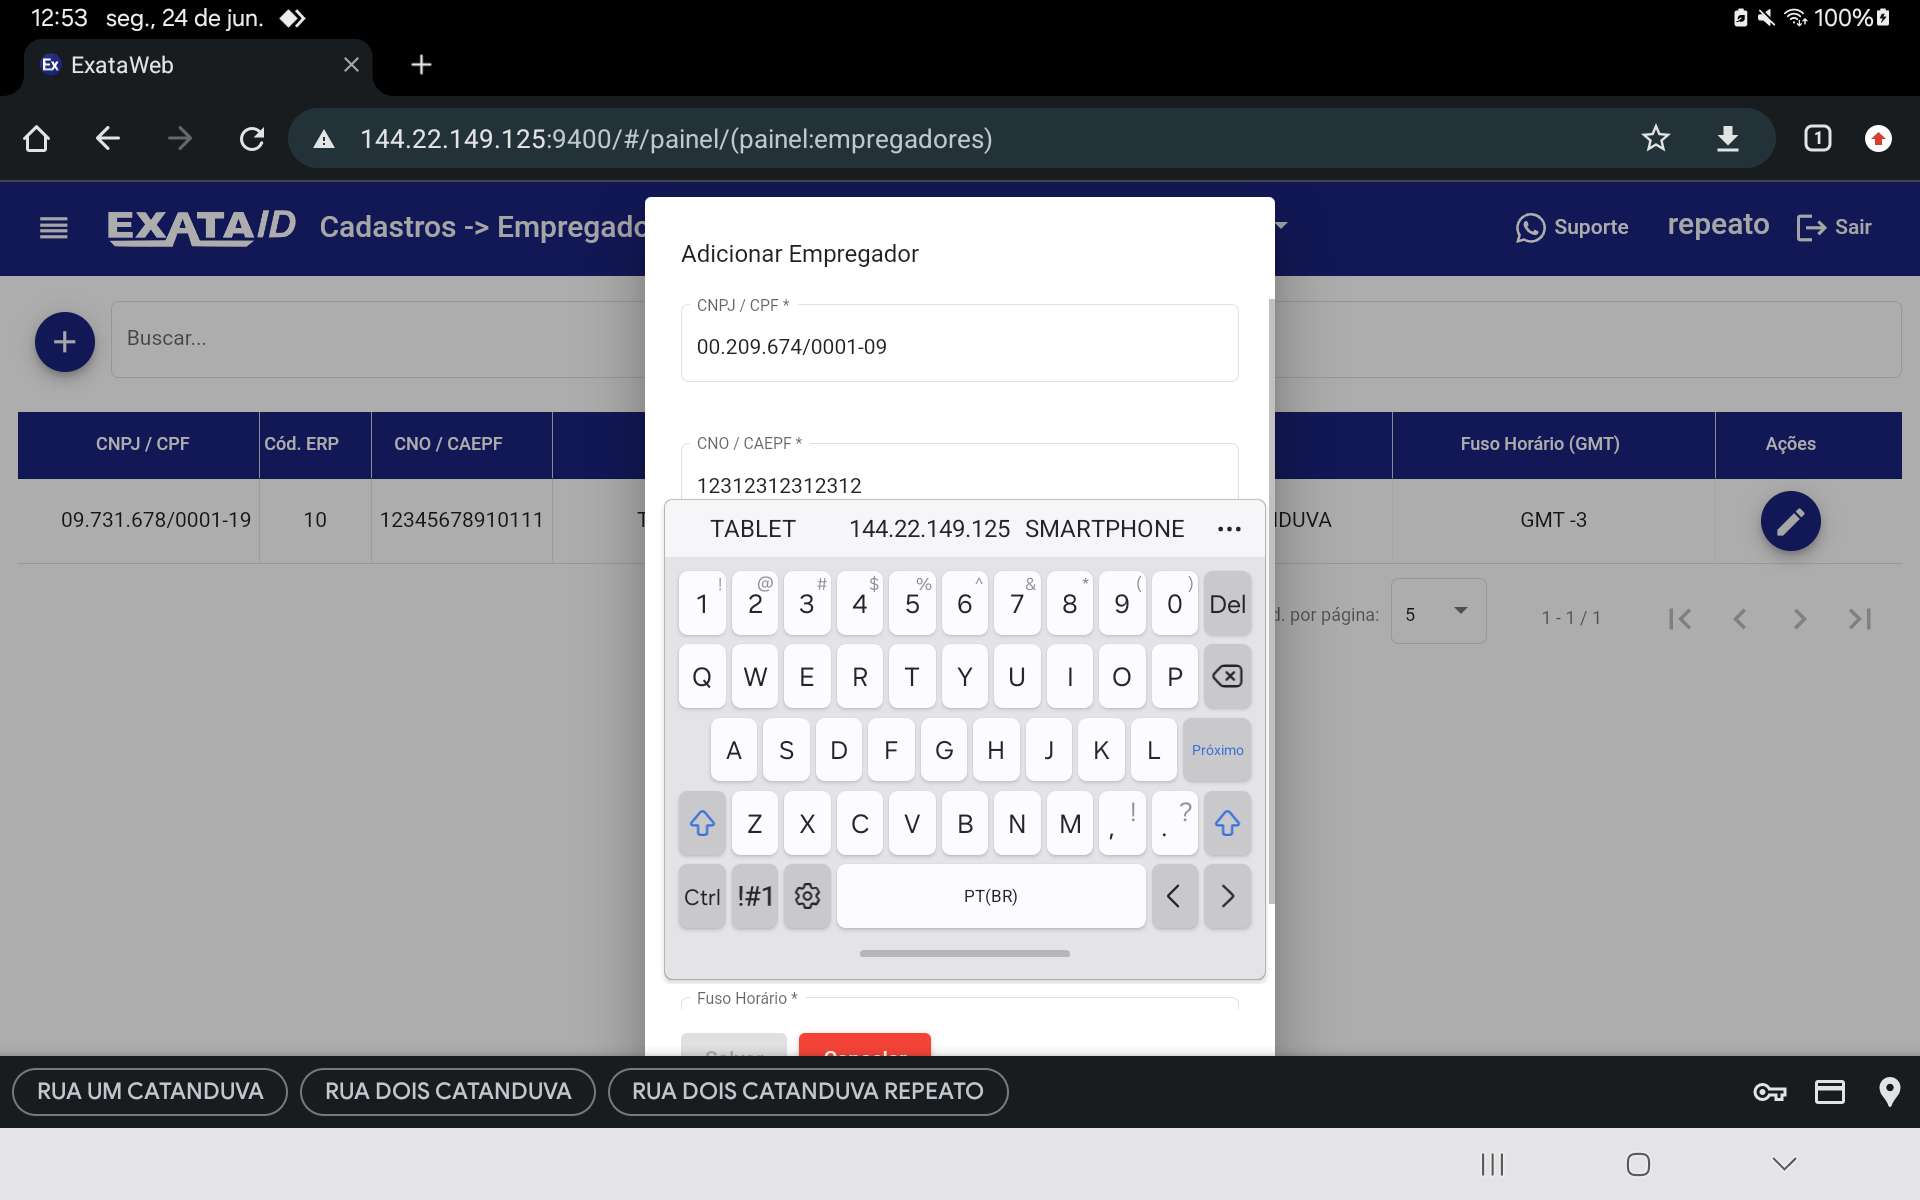 12:53 seg., 24 de jun. 100%
Ex ExataWeb
144.22.149.125:9400/#/painel/(painel:empregadores) 1
EXATAID Cadastros -> Empregado Suporte repeato Sair
Adicionar Empregador
CNPJ / CPF *
00.209.674/0001-09
Buscar...
CNO / CAEPF *
12312312312312
CNPJ / CPF Cód. ERP CNO / CAEPF Fuso Horário (GMT) Ações
09.731.678/0001-19 10 12345678910111 T DUVA GMT -3
d. por página: 5 1 - 1 / 1
TABLET 144.22.149.125 SMARTPHONE ...
! @ # $ % ^ & * ( )
1 2 3 4 5 6 7 8 9 0 Del
Q W E R T Y U I O P
A S D F G H J K L Próximo
Z X C V B N M , ! . ?
Ctrl !#1 PT(BR) < >
Fuso Horário *
Salvar Cancelar
RUA UM CATANDUVA RUA DOIS CATANDUVA RUA DOIS CATANDUVA REPEATO